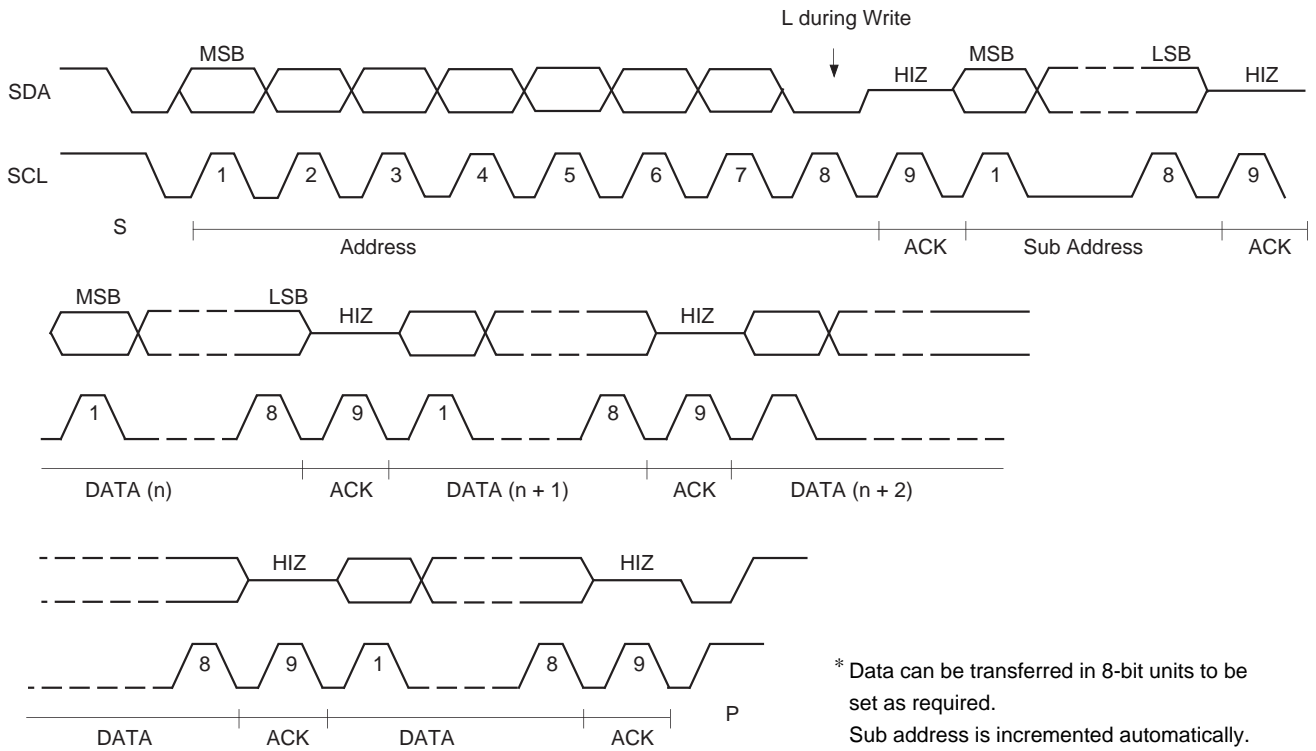 L during Write
MSB HIZ MSB LSB HIZ
SDA
SCL 1 2 3 4 5 6 7 8 9 1 8 9
S Address ACK Sub Address ACK
MSB LSB HIZ HIZ
1 8 9 1 8 9
DATA (n) ACK DATA (n + 1) ACK DATA (n + 2)
HIZ HIZ
8 9 1 8 9
P
DATA ACK DATA ACK
* Data can be transferred in 8-bit units to be
set as required.
Sub address is incremented automatically.